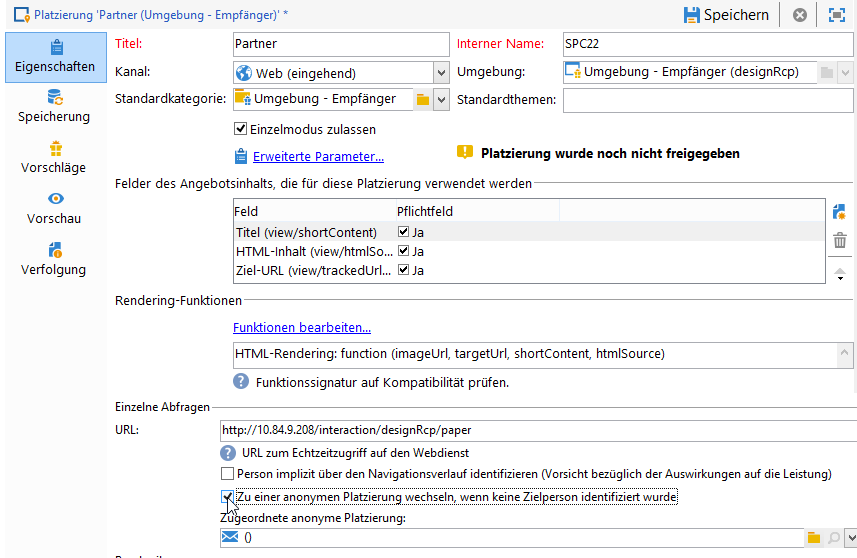 Platzierung 'Partner (Umgebung - Empfänger)' *
Speichern
Eigenschaften
Speicherung
Vorschläge
Vorschau
Verfolgung
Titel: Partner Interner Name: SPC22
Kanal: Web (eingehend) Umgebung: Umgebung - Empfänger (designRcp)
Standardkategorie: Umgebung - Empfänger Standardthemen:
Einzelmodus zulassen
Erweiterte Parameter... Platzierung wurde noch nicht freigegeben
Felder des Angebotsinhalts, die für diese Platzierung verwendet werden
Feld Pflichtfeld
Titel (view/shortContent) Ja
HTML-Inhalt (view/htmlSo... Ja
Ziel-URL (view/trackedUrl... Ja
Rendering-Funktionen
Funktionen bearbeiten...
HTML-Rendering: function (imageUrl, targetUrl, shortContent, htmlSource)
Funktionssignatur auf Kompatibilität prüfen.
Einzelne Abfragen
URL: http://10.84.9.208/interaction/designRcp/paper
URL zum Echtzeitzugriff auf den Webdienst
Person implizit über den Navigationsverlauf identifizieren (Vorsicht bezüglich der Auswirkungen auf die Leistung)
Zu einer anonymen Platzierung wechseln, wenn keine Zielperson identifiziert wurde
Zugeordnete anonyme Platzierung:
()